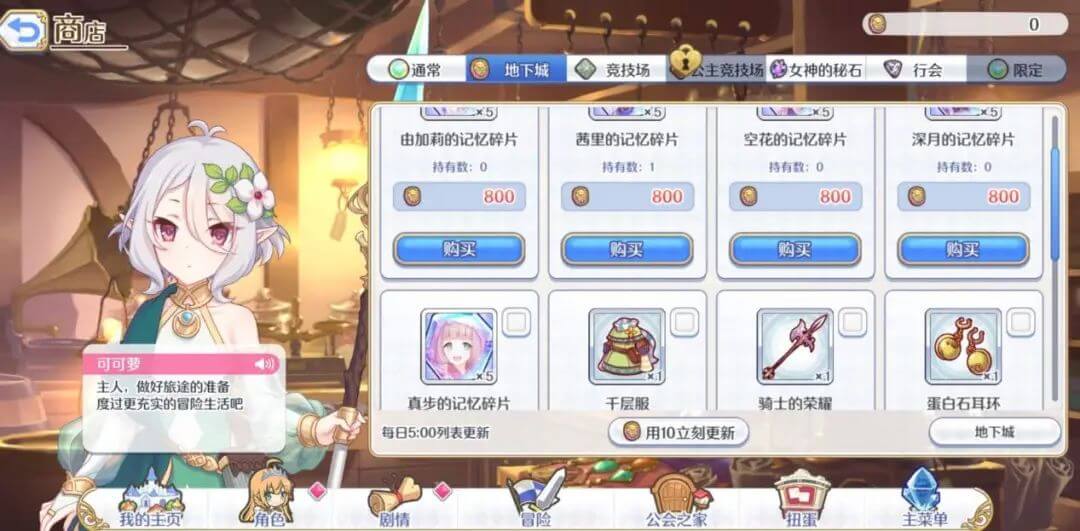 商店
0
通常
地下城
竞技场
公主竞技场
女神的秘石
行会
限定
×5
×5
×5
×5
由加莉的记忆碎片
茜里的记忆碎片
空花的记忆碎片
深月的记忆碎片
持有数：0
持有数：1
持有数：0
持有数：0
800
800
800
800
购买
购买
购买
购买
×5
×1
×1
×1
真步的记忆碎片
千层服
骑士的荣耀
蛋白石耳环
可可萝
主人，做好旅途的准备
度过更充实的冒险生活吧
每日5:00列表更新
用10立刻更新
地下城
我的主页
角色
剧情
冒险
公会之家
扭蛋
主菜单